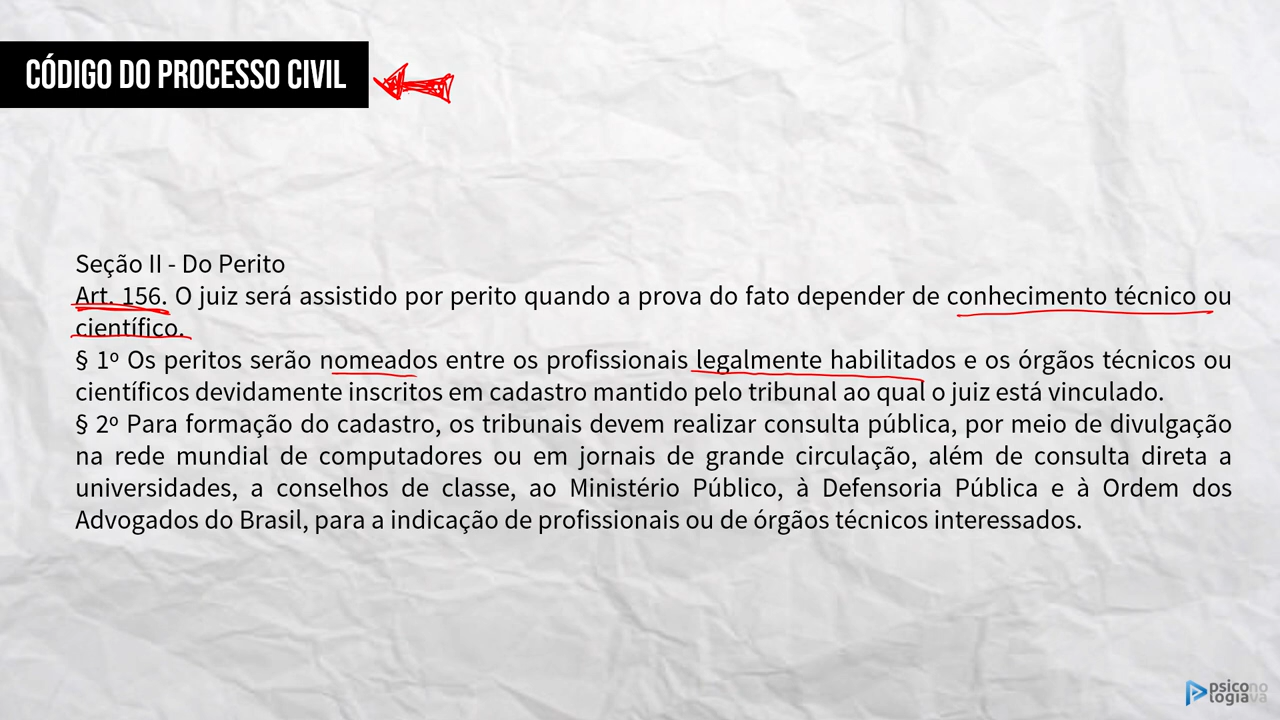 CÓDIGO DO PROCESSO CIVIL
Seção II - Do Perito
Art. 156. O juiz será assistido por perito quando a prova do fato depender de conhecimento técnico ou
científico.
§ 1º Os peritos serão nomeados entre os profissionais legalmente habilitados e os órgãos técnicos ou
científicos devidamente inscritos em cadastro mantido pelo tribunal ao qual o juiz está vinculado.
§ 2º Para formação do cadastro, os tribunais devem realizar consulta pública, por meio de divulgação
na rede mundial de computadores ou em jornais de grande circulação, além de consulta direta a
universidades, a conselhos de classe, ao Ministério Público, à Defensoria Pública e à Ordem dos
Advogados do Brasil, para a indicação de profissionais ou de órgãos técnicos interessados.
psicono
logiava